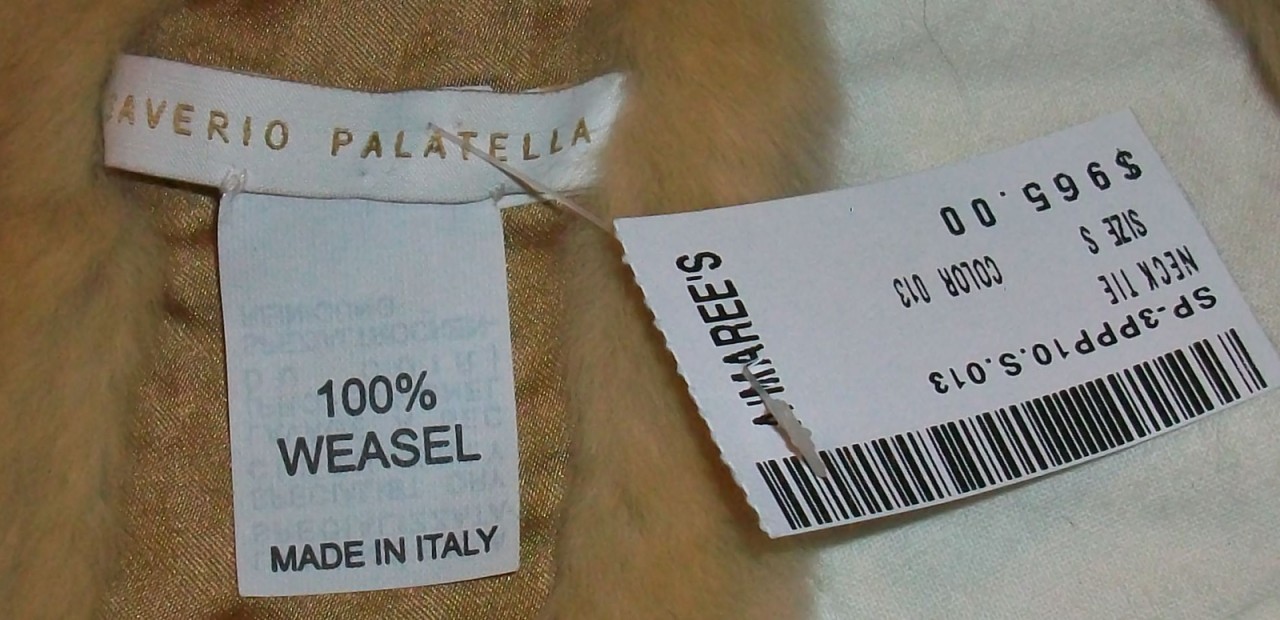 AVERIO PALATELLA
100%
WEASEL
MADE IN ITALY
AMAREE'S
$965.00
SIZE S
COLOR 013
NECK TIE
SP-3PPP10.S.013